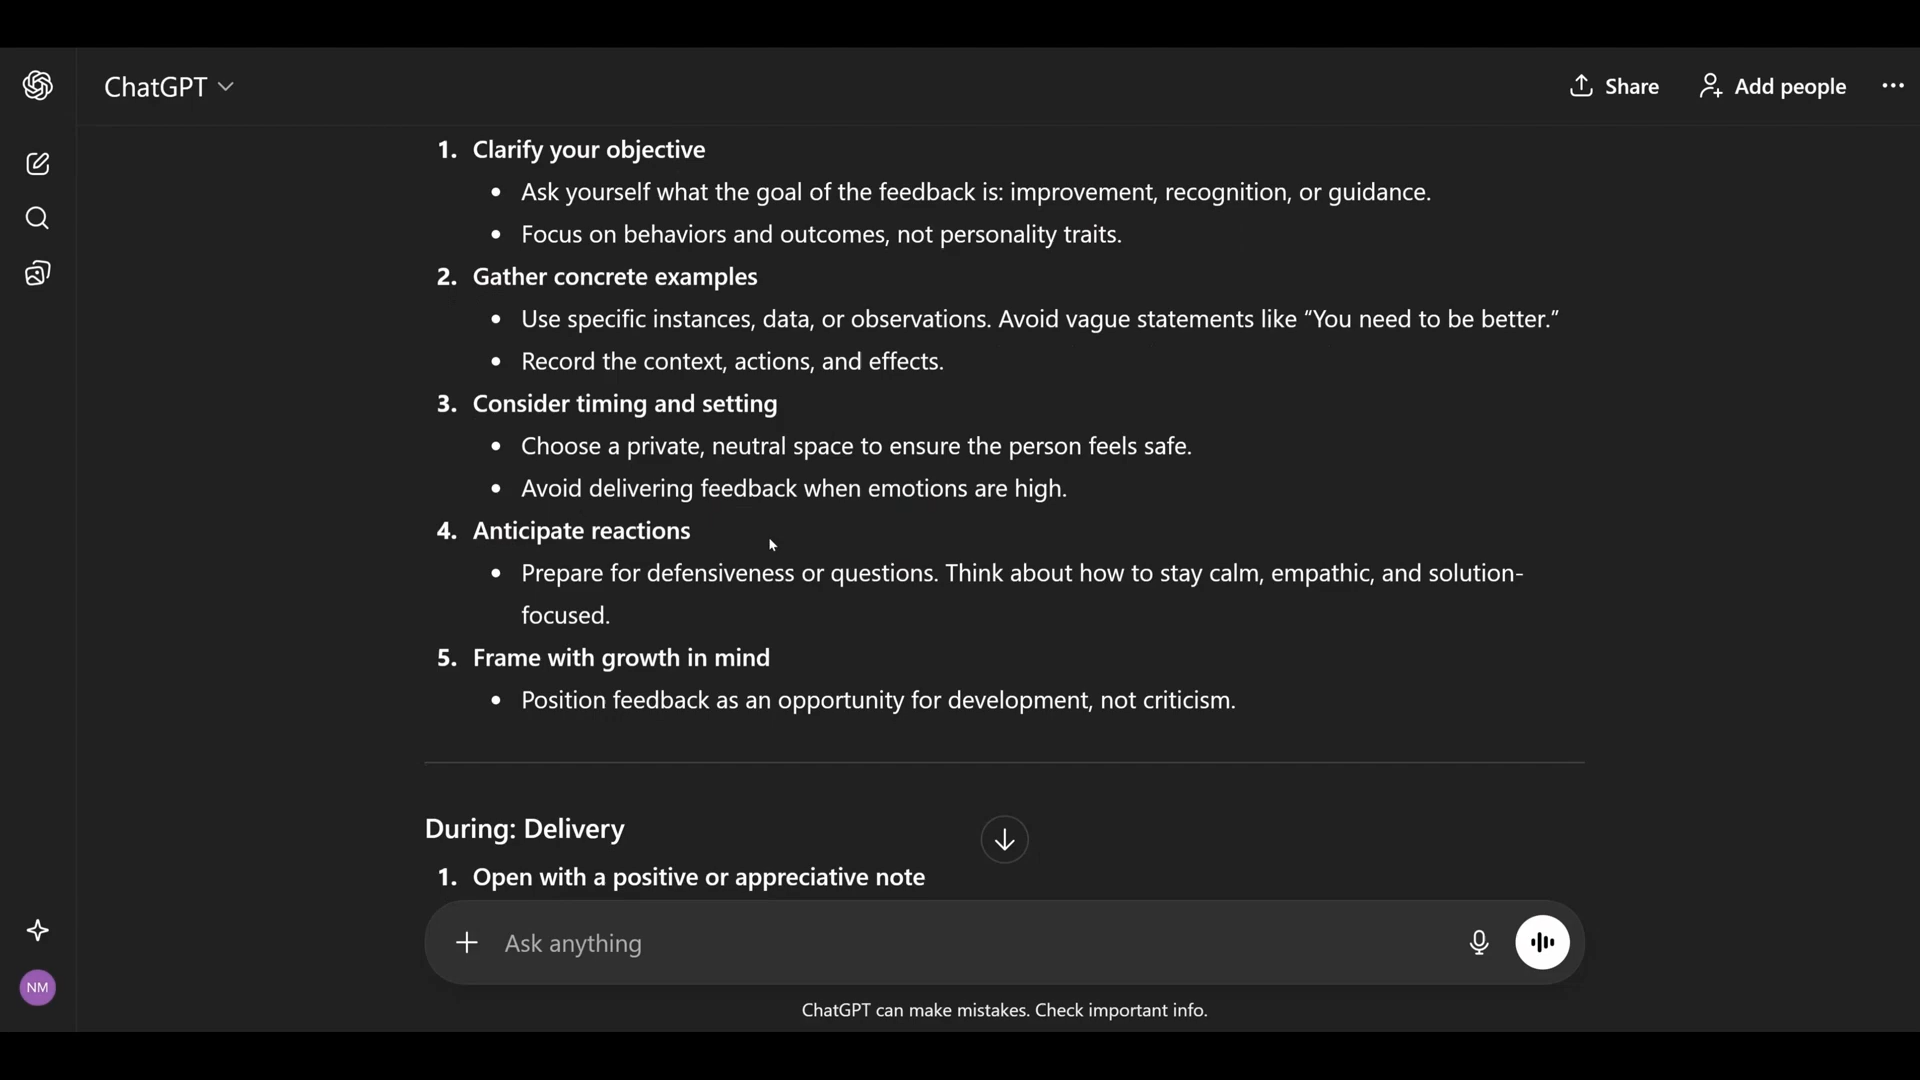 ChatGPT
Share
Add people
1. Clarify your objective
• Ask yourself what the goal of the feedback is: improvement, recognition, or guidance.
• Focus on behaviors and outcomes, not personality traits.
2. Gather concrete examples
• Use specific instances, data, or observations. Avoid vague statements like “You need to be better.”
• Record the context, actions, and effects.
3. Consider timing and setting
• Choose a private, neutral space to ensure the person feels safe.
• Avoid delivering feedback when emotions are high.
4. Anticipate reactions
• Prepare for defensiveness or questions. Think about how to stay calm, empathic, and solution-
focused.
5. Frame with growth in mind
• Position feedback as an opportunity for development, not criticism.
During: Delivery
1. Open with a positive or appreciative note
Ask anything
NM
ChatGPT can make mistakes. Check important info.